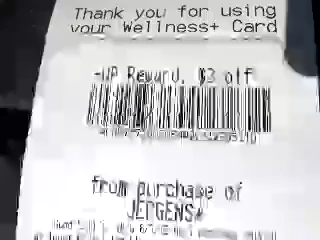 Thank you for using
your Wellness+ Card
-UP Reward, $3 off
from purchase of
JERGENS*